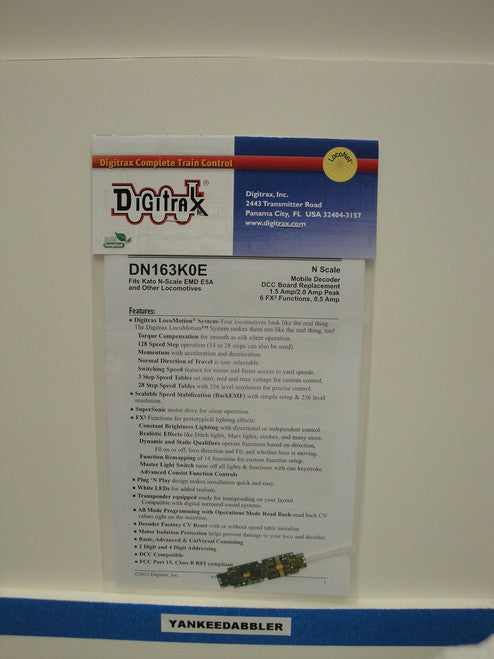 Digitrax Complete Train Control
LocoNet
DIGITRAX®
Digitrax, Inc.
2443 Transmitter Road
Panama City, FL USA 32404-3157
www.digitrax.com
RoHS
Compliant
DN163K0E
N Scale
Fits Kato N-Scale EMD E5A
and Other Locomotives
Mobile Decoder
DCC Board Replacement
1.5 Amp/2.0 Amp Peak
6 FX³ Functions, 0.5 Amp
Features:
▪ Digitrax LocoMotion® System-Your locomotives look like the real thing.
The Digitrax LocoMotion® System makes them run like the real thing, too!
Torque Compensation for smooth as silk silent operation.
128 Speed Step operation (14 or 28 steps can also be used).
Momentum with acceleration and deceleration.
Normal Direction of Travel is user selectable.
Switching Speed feature for easier and faster access to yard speeds.
3 Step Speed Tables set start, mid and max voltage for custom control.
28 Step Speed Tables with 256 level resolution for precise control.
▪ Scalable Speed Stabilization (BackEMF) with simple setup & 256 level
resolution.
▪ SuperSonic motor drive for silent operation.
▪ FX³ Functions for prototypical lighting effects.
Constant Brightness Lighting with directional or independent control.
Realistic Effects like Ditch lights, Mars lights, strobes, and many more.
Dynamic and Static Qualifiers operate functions based on direction,
F0 on or off, loco direction and F0, and whether loco is moving.
Function Remapping of 14 functions for custom function setup.
Master Light Switch turns off all lights & functions with one keystroke.
Advanced Consist Function Controls
▪ Plug 'N Play design makes installation quick and easy.
▪ White LEDs for added realism.
▪ Transponder equipped ready for transponding on your layout.
Compatible with digital surround sound systems.
▪ All Mode Programming with Operations Mode Read Back-read back CV
values right on the mainline.
▪ Decoder Factory CV Reset with or without speed table initialize.
▪ Motor Isolation Protection helps prevent damage to your loco and decoder
▪ Basic, Advanced & UniVersal Consisting
▪ 2 Digit and 4 Digit Addressing
▪ DCC Compatible
▪ FCC Part 15, Class B RFI compliant
©2012 Digitrax, Inc.
1
YANKEEDABBLER